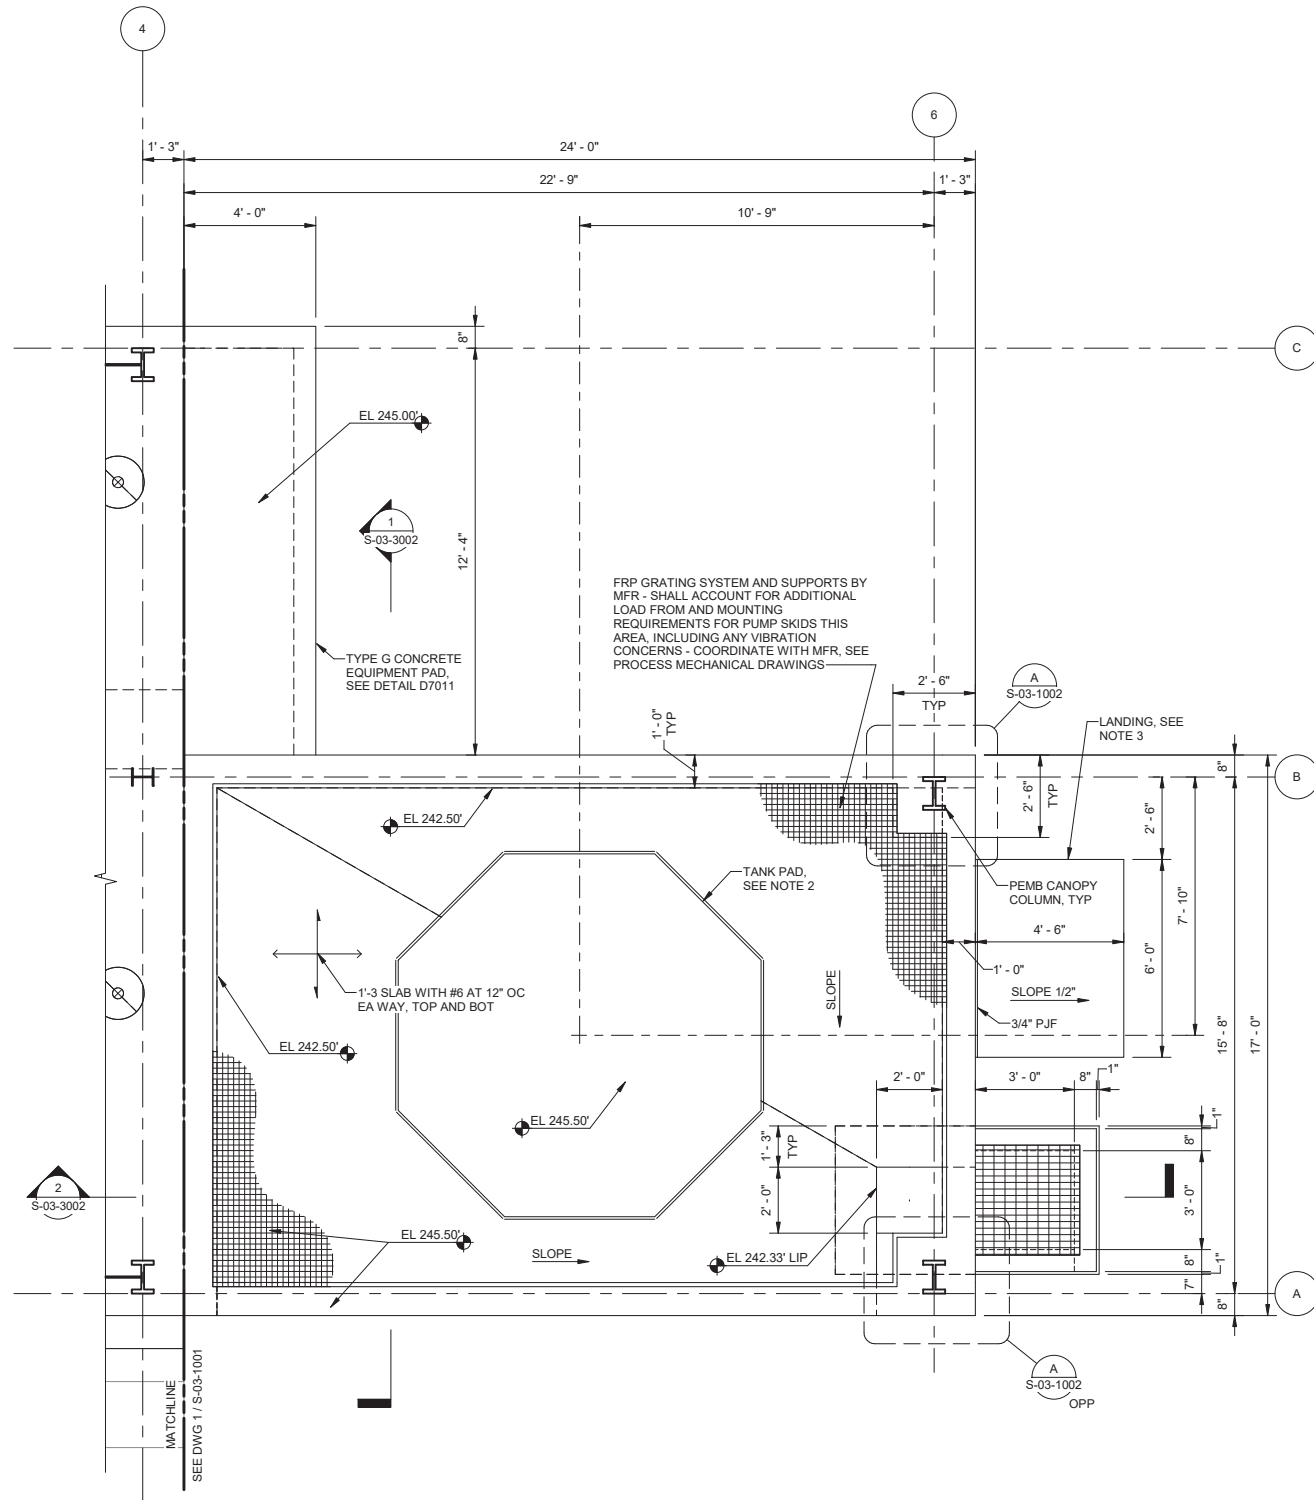 4
6
1' - 3"
24' - 0"
22' - 9"
1' - 3"
4' - 0"
10' - 9"
8"
C
EL 245.00'
1
S-03-3002
12' - 4"
FRP GRATING SYSTEM AND SUPPORTS BY
MFR - SHALL ACCOUNT FOR ADDITIONAL
LOAD FROM AND MOUNTING
REQUIREMENTS FOR PUMP SKIDS THIS
AREA, INCLUDING ANY VIBRATION
CONCERNS - COORDINATE WITH MFR, SEE
PROCESS MECHANICAL DRAWINGS
TYPE G CONCRETE
EQUIPMENT PAD,
SEE DETAIL D7011
2' - 6"
TYP
A
S-03-1002
1' - 0"
TYP
LANDING, SEE
NOTE 3
8"
B
2' - 6"
TYP
2' - 6"
EL 242.50'
TANK PAD,
SEE NOTE 2
PEMB CANOPY
COLUMN, TYP
7' - 10"
4' - 6"
6' - 0"
1' - 0"
SLOPE
SLOPE 1/2"
1'-3 SLAB WITH #6 AT 12" OC
EA WAY, TOP AND BOT
3/4" PJF
EL 242.50'
15' - 8"
17' - 0"
2' - 0"
3' - 0"
8"
1"
EL 245.50'
1' - 3"
TYP
1"
8"
2' - 0"
3' - 0"
2
S-03-3002
EL 245.50'
SLOPE
EL 242.33' LIP
8"
1"
7"
8"
A
A
S-03-1002
OPP
MATCHLINE
SEE DWG 1 / S-03-1001